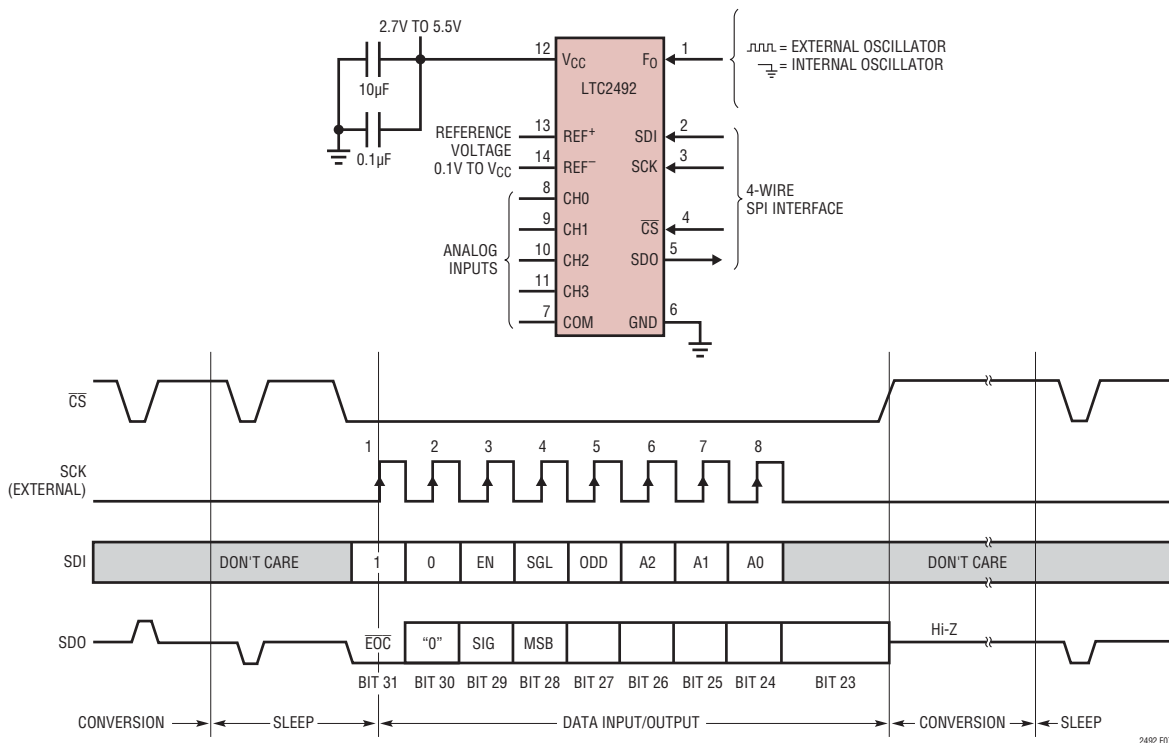 2.7V TO 5.5V
10µF
0.1µF
12
VCC
FO
1
= EXTERNAL OSCILLATOR
= INTERNAL OSCILLATOR
LTC2492
REFERENCE
VOLTAGE
0.1V TO VCC
13
REF+
SDI
2
14
REF−
SCK
3
8
CH0
9
CH1
CS
4
10
CH2
SDO
5
11
CH3
7
COM
GND
6
ANALOG
INPUTS
4-WIRE
SPI INTERFACE
CS
SCK
(EXTERNAL)
1 2 3 4 5 6 7 8
SDI
DON'T CARE 1 0 EN SGL ODD A2 A1 A0 DON'T CARE
SDO
EOC "0" SIG MSB Hi-Z
BIT 31 BIT 30 BIT 29 BIT 28 BIT 27 BIT 26 BIT 25 BIT 24 BIT 23
CONVERSION SLEEP DATA INPUT/OUTPUT CONVERSION SLEEP